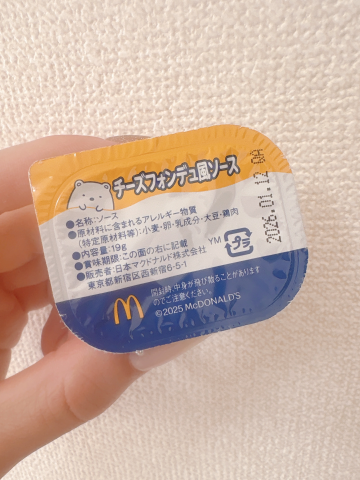 チーズフォンデュ風ソース
●名称:ソース
●原材料に含まれるアレルギー物質
(特定原材料等):小麦・卵・乳成分・大豆・鶏肉
●内容量:19g
●賞味期限:この面の右に記載
●販売者:日本マクドナルド株式会社
東京都新宿区西新宿6-5-1
YM
プラ
2026.01.12 QH
M
開封時、中身が飛び散ることがあります
のでご注意ください。
©2025 McDONALD'S